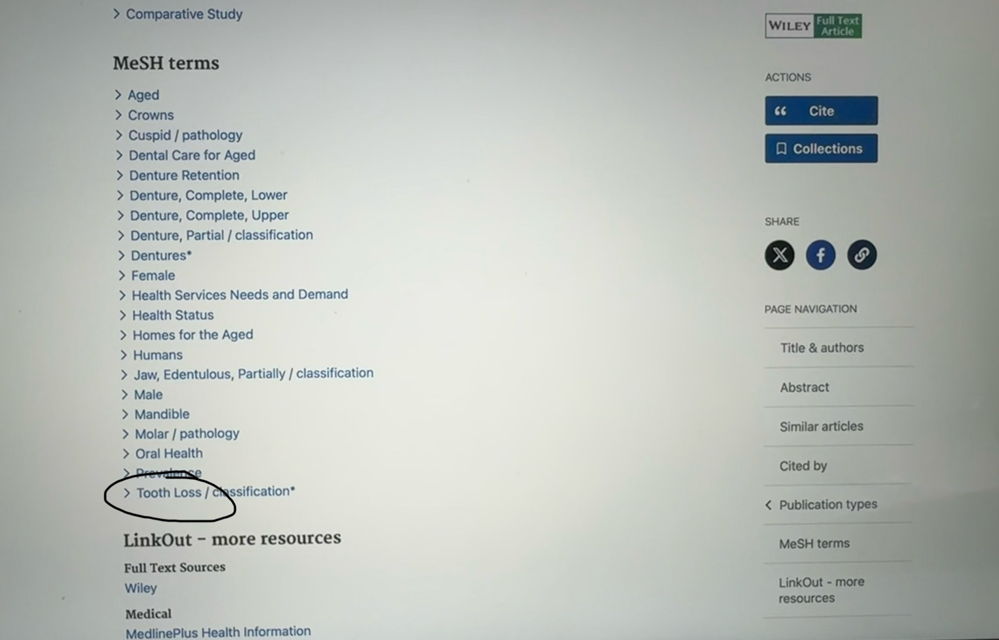 Comparative Study
MeSH terms
Aged
Crowns
Cuspid / pathology
Dental Care for Aged
Denture Retention
Denture, Complete, Lower
Denture, Complete, Upper
Denture, Partial / classification
Dentures*
Female
Health Services Needs and Demand
Health Status
Homes for the Aged
Humans
Jaw, Edentulous, Partially / classification
Male
Mandible
Molar / pathology
Oral Health
Prevalence
Tooth Loss / classification*
LinkOut – more resources
Full Text Sources
Wiley
Medical
MedlinePlus Health Information
WILEY Full Text
Article
ACTIONS
Cite
Collections
SHARE
PAGE NAVIGATION
Title & authors
Abstract
Similar articles
Cited by
Publication types
MeSH terms
LinkOut - more
resources